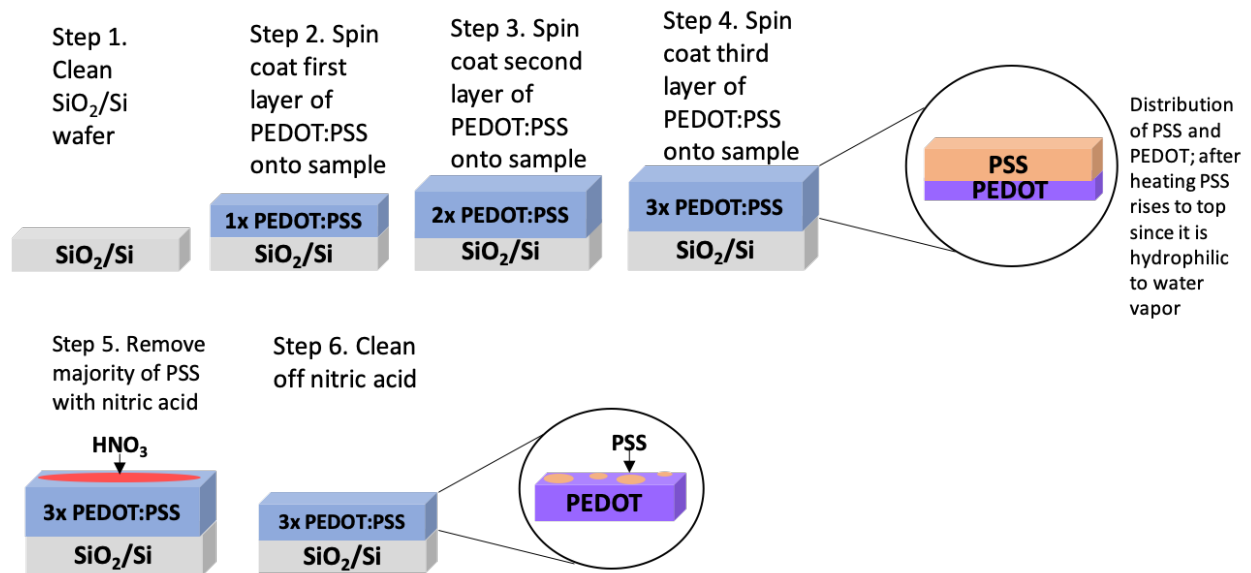 Step 1.
Clean
SiO₂/Si
wafer
SiO₂/Si
Step 2. Spin
coat first
layer of
PEDOT:PSS
onto sample
1x PEDOT:PSS
SiO₂/Si
Step 3. Spin
coat second
layer of
PEDOT:PSS
onto sample
2x PEDOT:PSS
SiO₂/Si
Step 4. Spin
coat third
layer of
PEDOT:PSS
onto sample
3x PEDOT:PSS
SiO₂/Si
PSS
PEDOT
Distribution
of PSS and
PEDOT; after
heating PSS
rises to top
since it is
hydrophilic
to water
vapor
Step 5. Remove
majority of PSS
with nitric acid
HNO₃
3x PEDOT:PSS
SiO₂/Si
Step 6. Clean
off nitric acid
3x PEDOT:PSS
SiO₂/Si
PSS
PEDOT